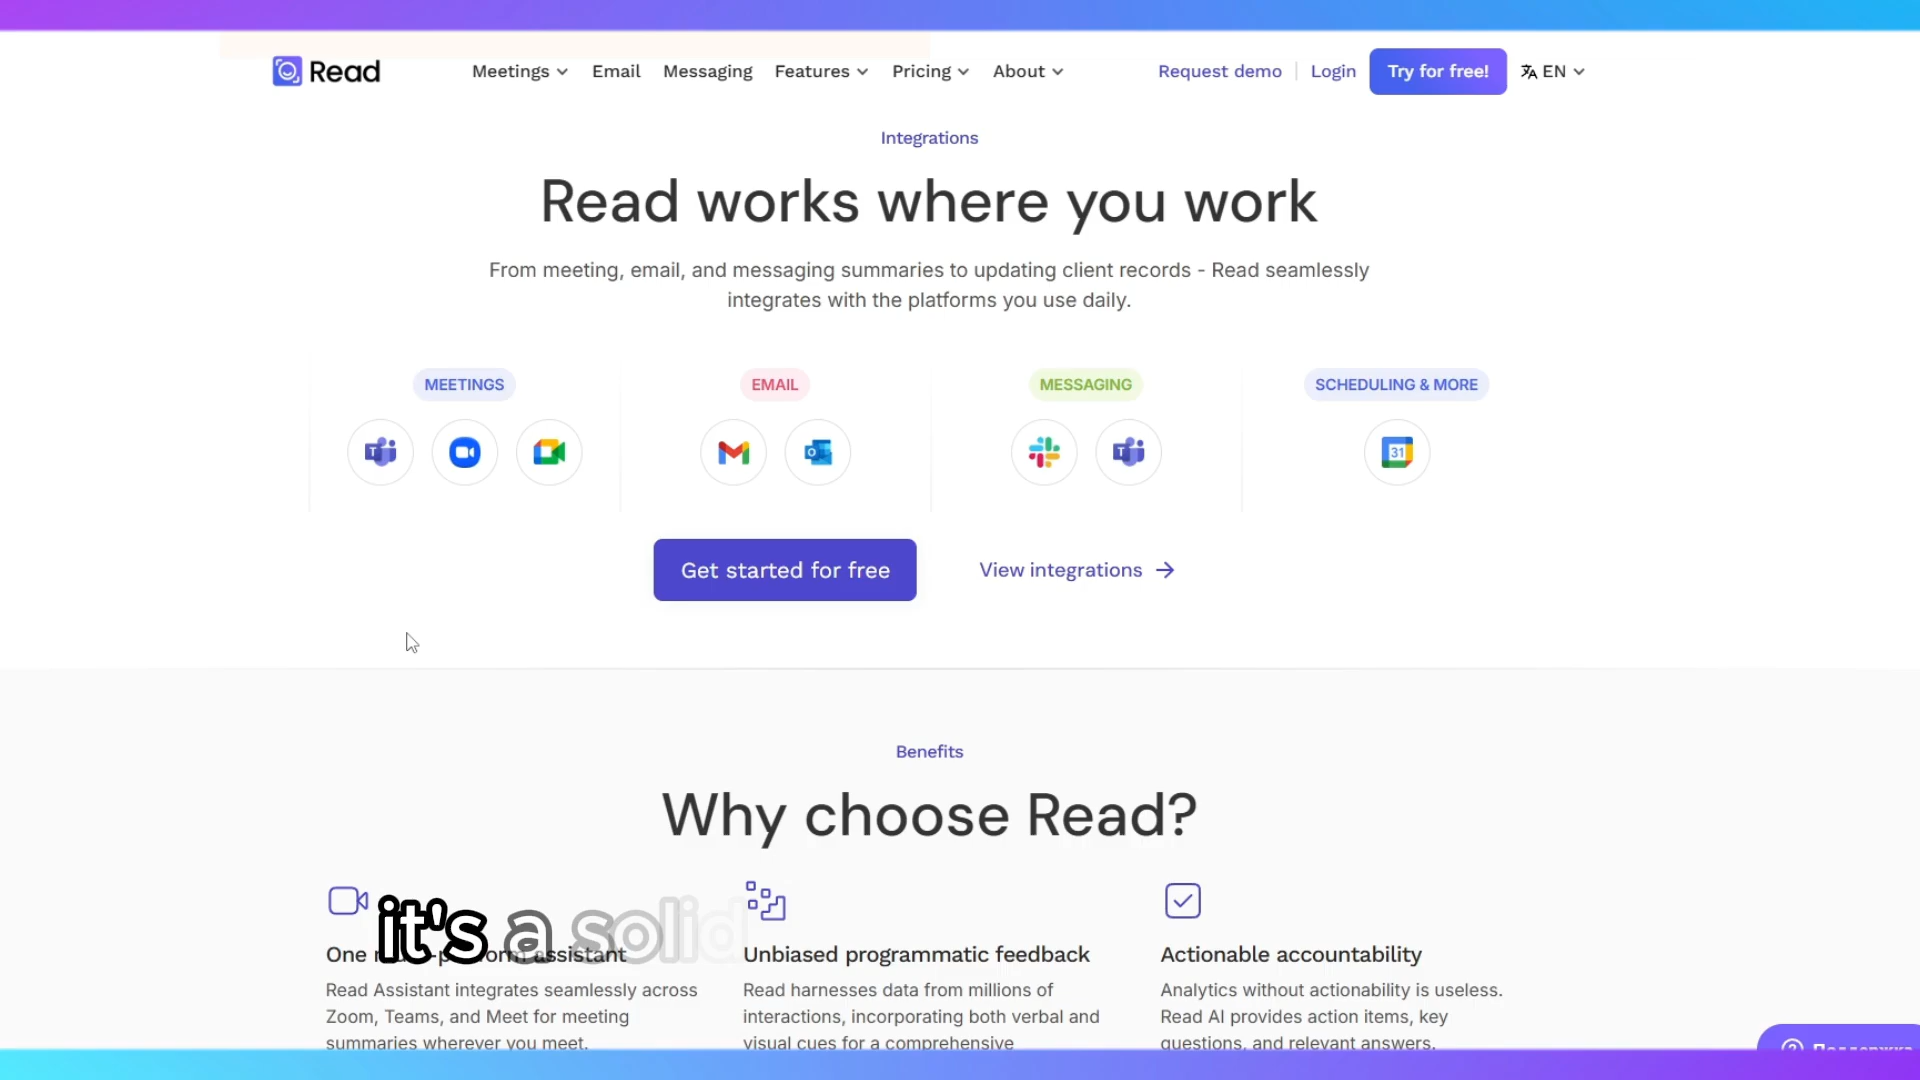 Read
Meetings
Email
Messaging
Features
Pricing
About
Request demo
Login
Try for free!
EN
Integrations
Read works where you work
From meeting, email, and messaging summaries to updating client records - Read seamlessly
integrates with the platforms you use daily.
MEETINGS
EMAIL
MESSAGING
SCHEDULING & MORE
31
Get started for free
View integrations
Benefits
Why choose Read?
it's a solid
One assistant
Read Assistant integrates seamlessly across
Zoom, Teams, and Meet for meeting
summaries wherever you meet.
Unbiased programmatic feedback
Read harnesses data from millions of
interactions, incorporating both verbal and
visual cues for a comprehensive
Actionable accountability
Analytics without actionability is useless.
Read AI provides action items, key
questions, and relevant answers.